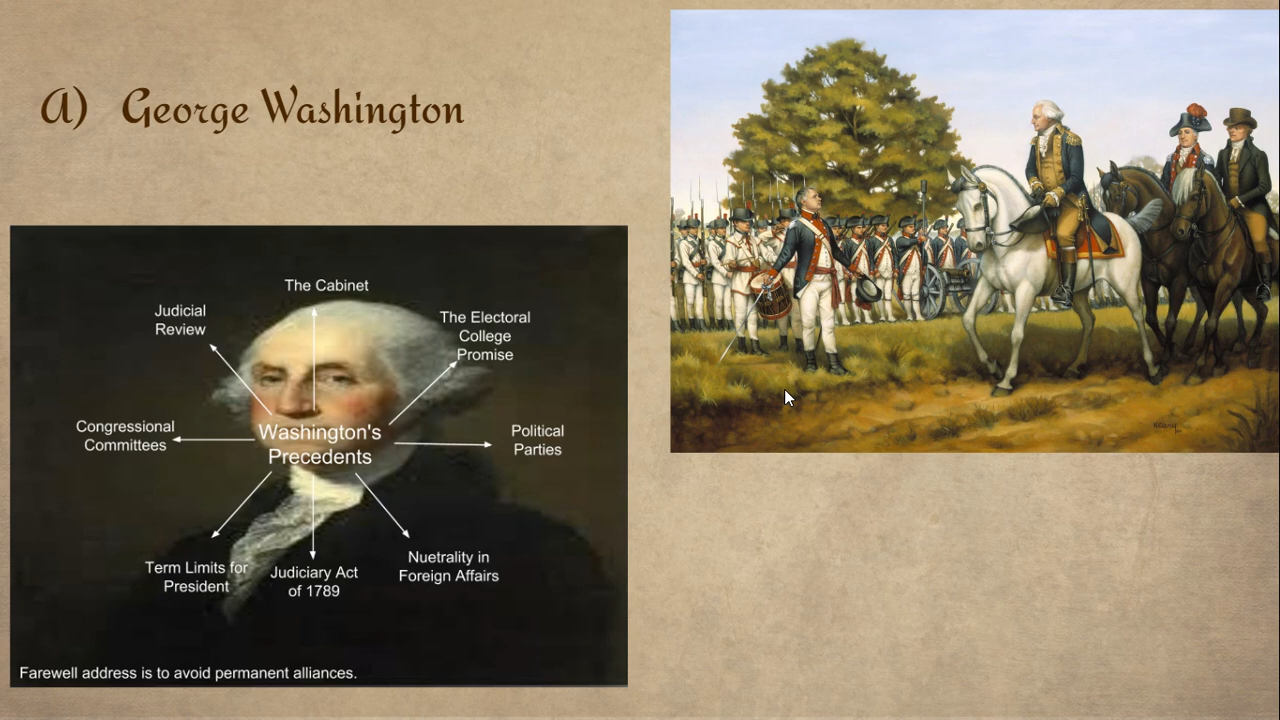 A) George Washington
The Cabinet
Judicial
Review
The Electoral
College
Promise
Congressional
Committees
Washington's
Precedents
Political
Parties
Term Limits for
President
Judiciary Act
of 1789
Nuetrality in
Foreign Affairs
Farewell address is to avoid permanent alliances.